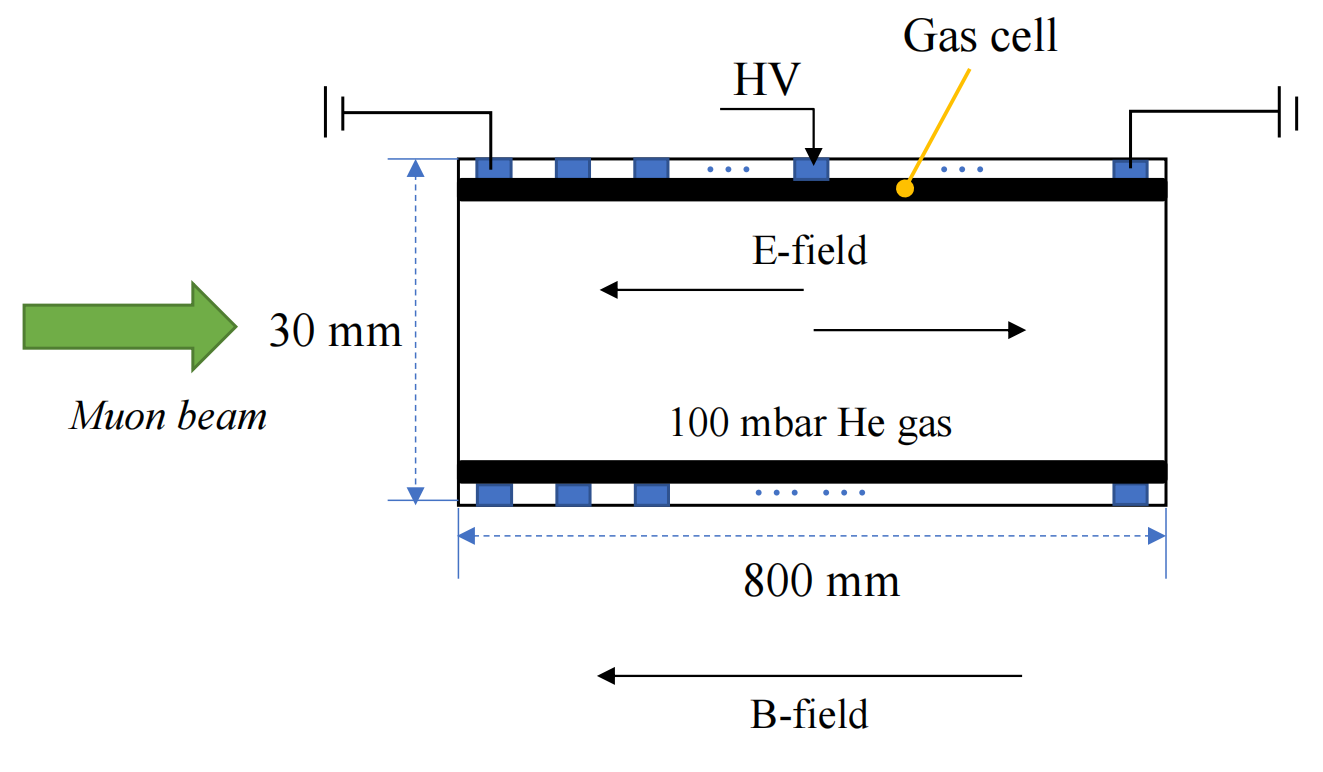 Gas cell
HV
E-field
30 mm
Muon beam
100 mbar He gas
800 mm
B-field